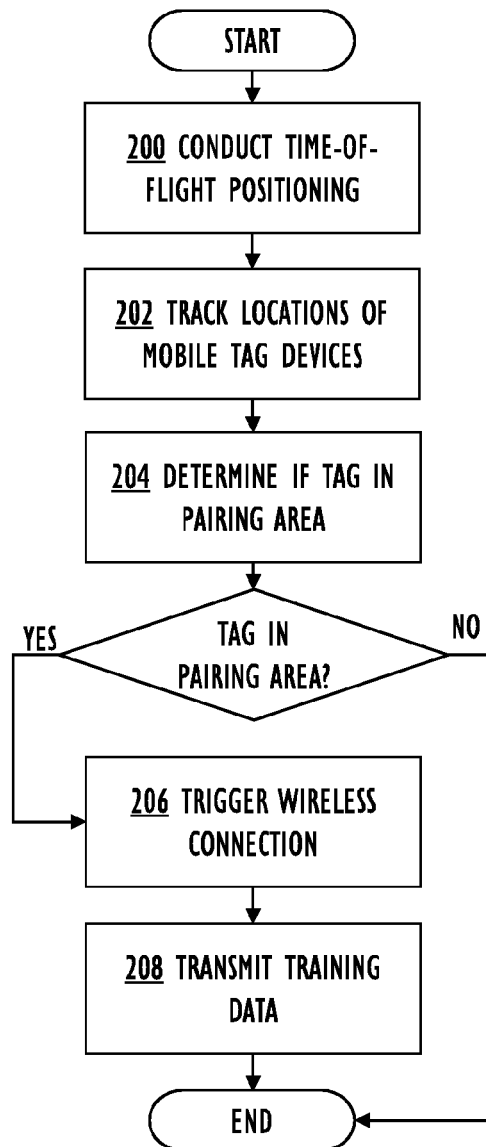 START
200 CONDUCT TIME-OF-
FLIGHT POSITIONING
202 TRACK LOCATIONS OF
MOBILE TAG DEVICES
204 DETERMINE IF TAG IN
PAIRING AREA
YES
TAG IN
PAIRING AREA?
NO
206 TRIGGER WIRELESS
CONNECTION
208 TRANSMIT TRAINING
DATA
END